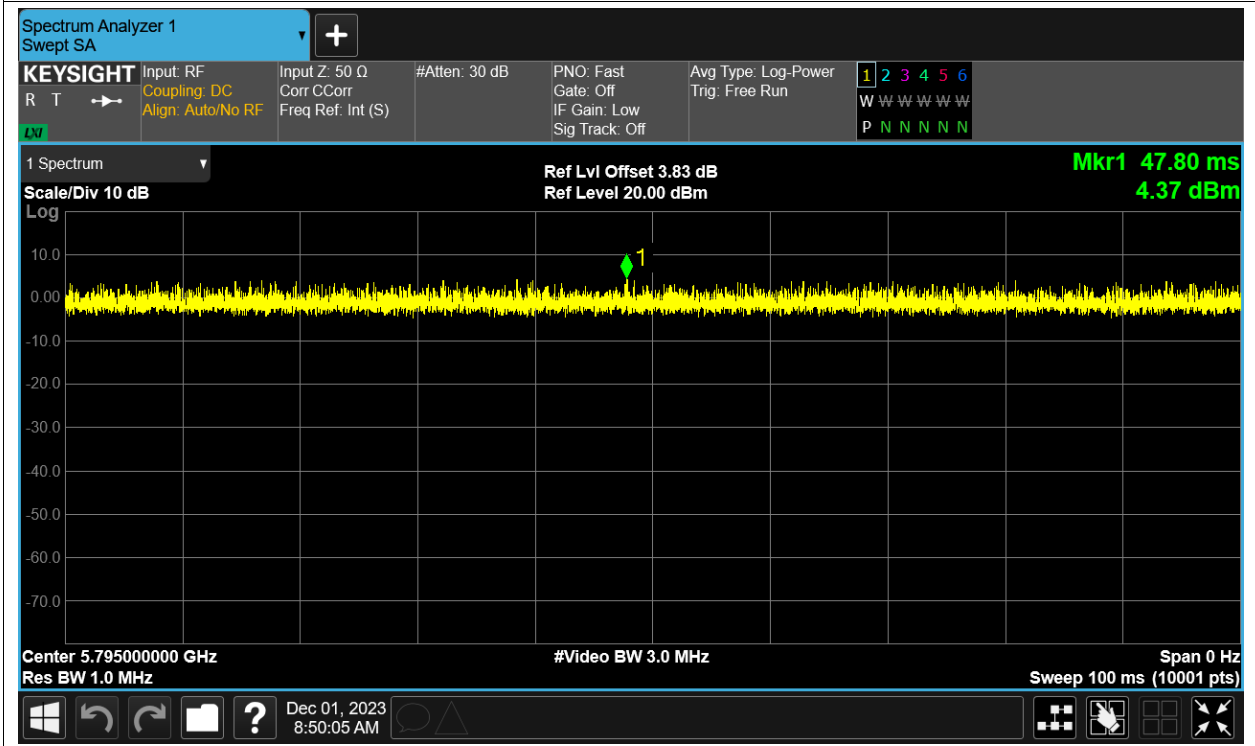 Spectrum Analyzer 1
Swept SA
KEYSIGHT
R T
LXI
Input: RF
Coupling: DC
Align: Auto/No RF
Input Z: 50 Ω
Corr CCorr
Freq Ref: Int (S)
#Atten: 30 dB
PNO: Fast
Gate: Off
IF Gain: Low
Sig Track: Off
Avg Type: Log-Power
Trig: Free Run
1 2 3 4 5 6
W W W W W W
P N N N N N
1 Spectrum
Scale/Div 10 dB
Ref Lvl Offset 3.83 dB
Ref Level 20.00 dBm
Mkr1 47.80 ms
4.37 dBm
Log
1
10.0
0.00
-10.0
-20.0
-30.0
-40.0
-50.0
-60.0
-70.0
Center 5.795000000 GHz
Res BW 1.0 MHz
#Video BW 3.0 MHz
Span 0 Hz
Sweep 100 ms (10001 pts)
?
Dec 01, 2023
8:50:05 AM